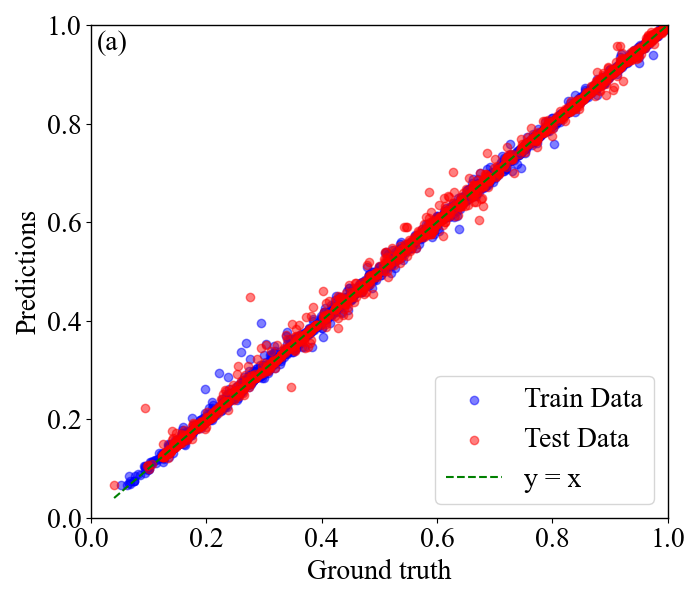 (a)
1.0
0.8
0.6
0.4
0.2
0.0
Predictions
0.0 0.2 0.4 0.6 0.8 1.0
Ground truth
Train Data
Test Data
y = x